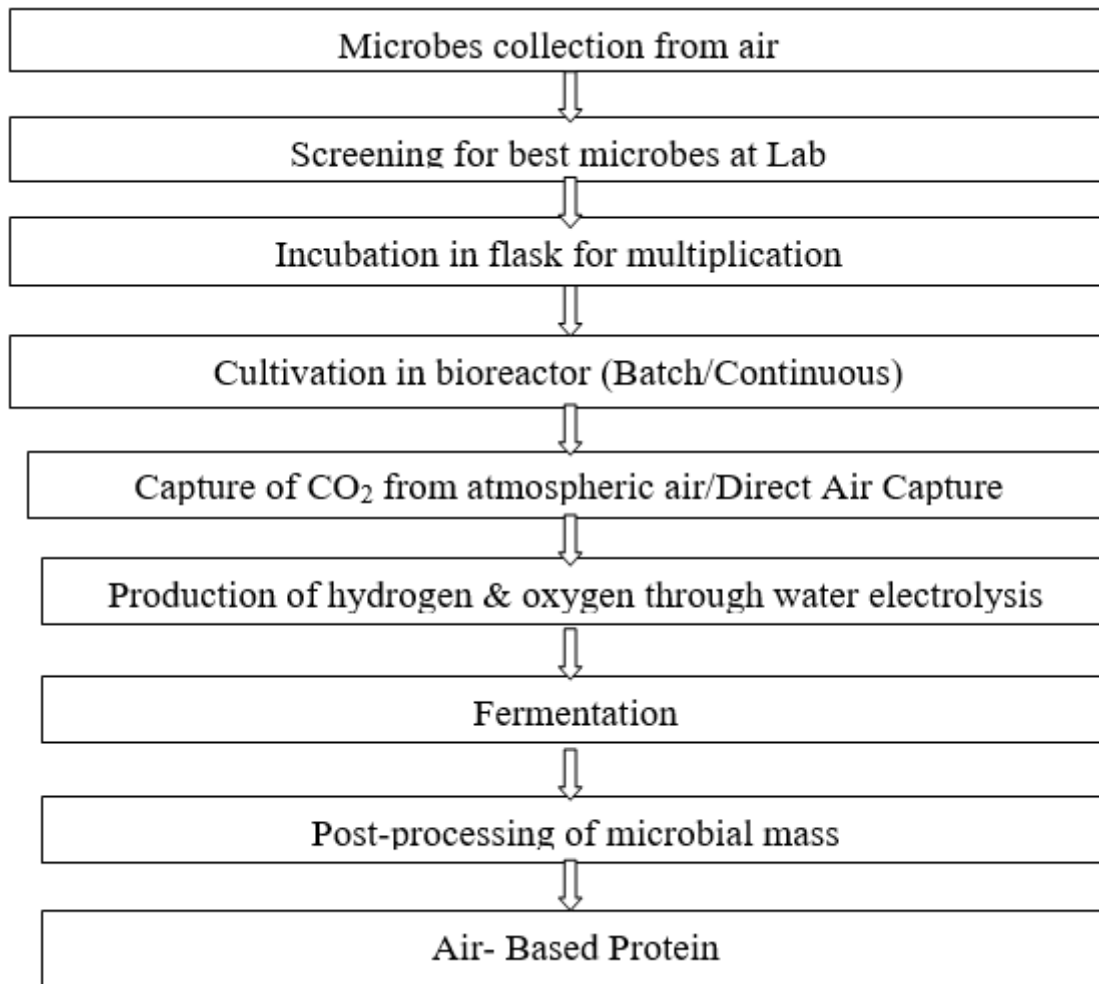 Microbes collection from air
Screening for best microbes at Lab
Incubation in flask for multiplication
Cultivation in bioreactor (Batch/Continuous)
Capture of CO₂ from atmospheric air/Direct Air Capture
Production of hydrogen & oxygen through water electrolysis
Fermentation
Post-processing of microbial mass
Air- Based Protein